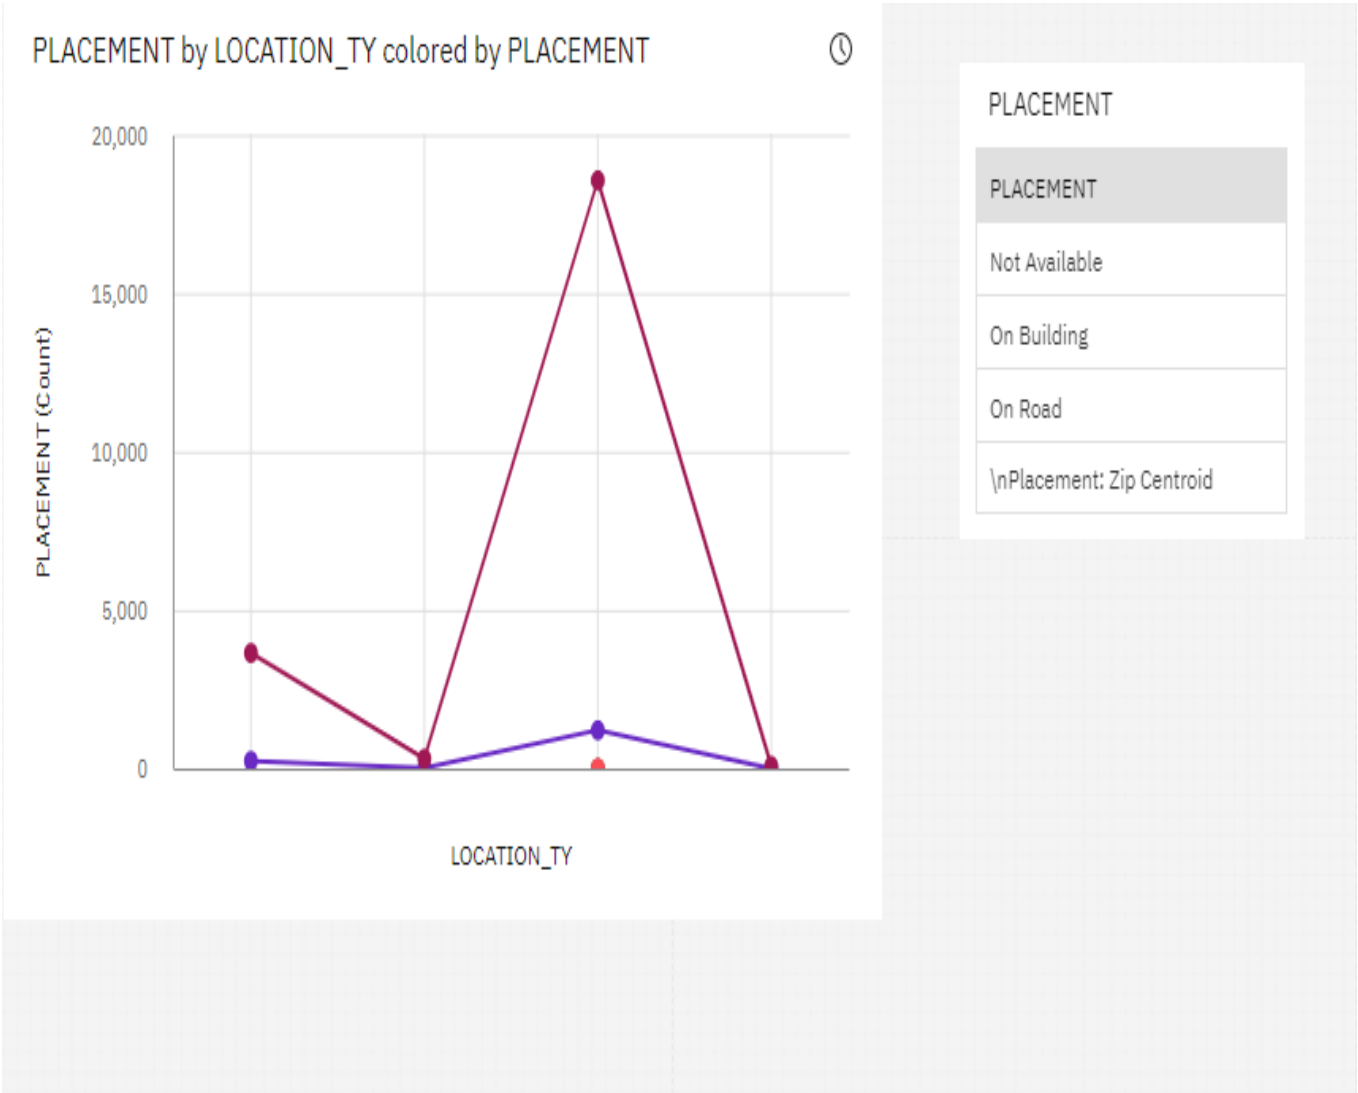 PLACEMENT by LOCATION_TY colored by PLACEMENT
20,000
15,000
10,000
5,000
0
PLACEMENT (Count)
LOCATION_TY
PLACEMENT
PLACEMENT
Not Available
On Building
On Road
\nPlacement: Zip Centroid